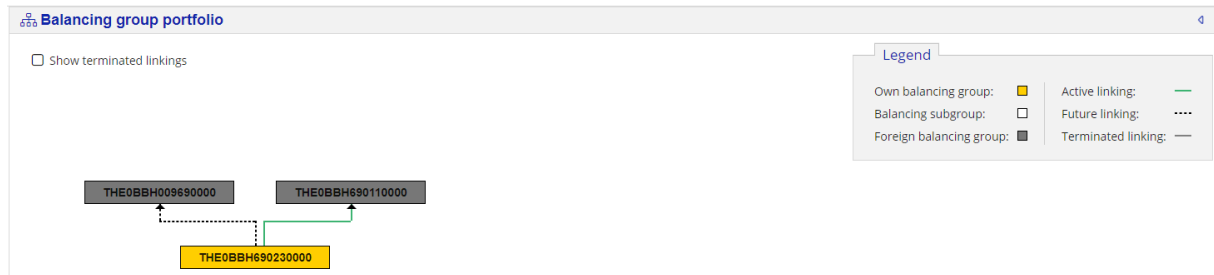 Balancing group portfolio
Show terminated linkings
Legend
Own balancing group:
Active linking:
Balancing subgroup:
Future linking:
Foreign balancing group:
Terminated linking:
THE0BBH009690000
THE0BBH690110000
THE0BBH690230000